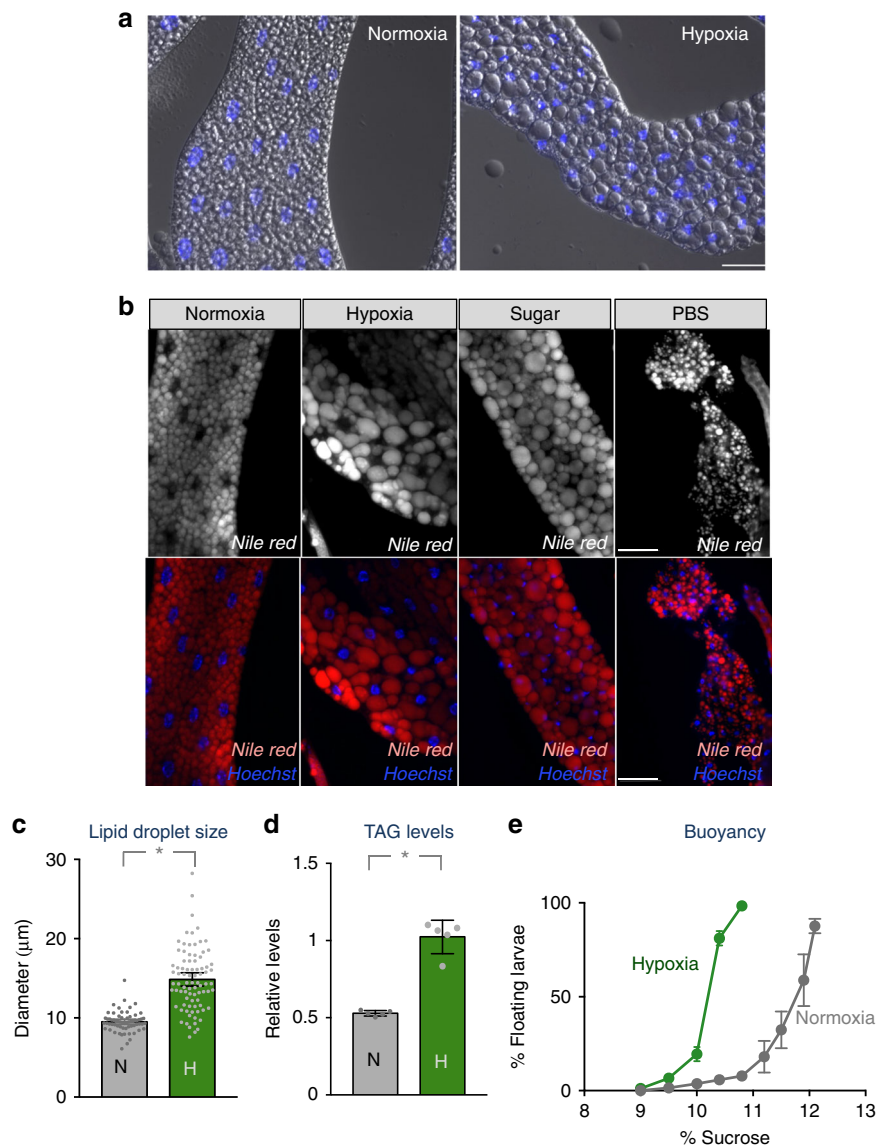 a
Normoxia
Hypoxia
b
Normoxia
Hypoxia
Sugar
PBS
Nile red
Nile red
Nile red
Nile red
Nile red
Hoechst
Nile red
Hoechst
Nile red
Hoechst
Nile red
Hoechst
c
Lipid droplet size
*
30
20
10
0
Diameter (μm)
N
H
d
TAG levels
*
1.5
1
0.5
0
Relative levels
N
H
e
Buoyancy
100
50
0
% Floating larvae
Hypoxia
Normoxia
8
9
10
11
12
13
% Sucrose